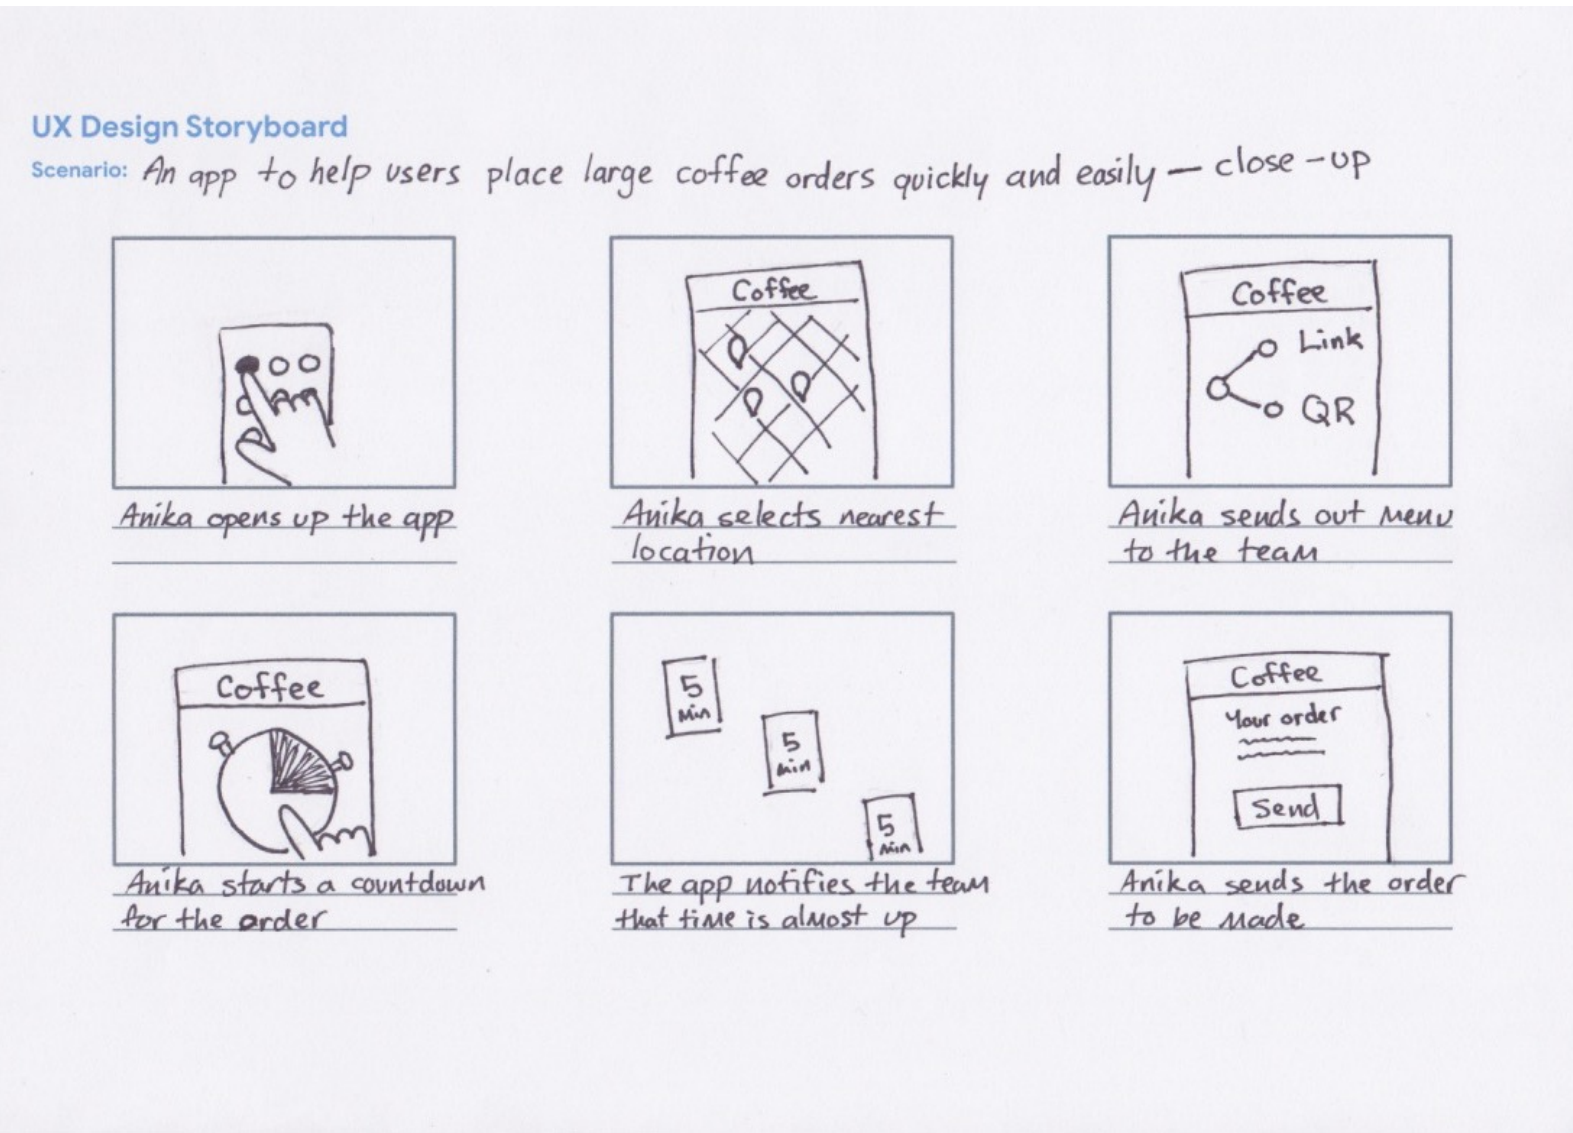 UX Design Storyboard
Scenario: An app to help users place large coffee orders quickly and easily — close-up
Coffee
Coffee
Link
QR
Anika opens up the app
Anika selects nearest
location
Anika sends out menu
to the team
Coffee
5
Min
5
Min
5
Min
Coffee
Your order
Send
Anika starts a countdown
for the order
The app notifies the team
that time is almost up
Anika sends the order
to be made